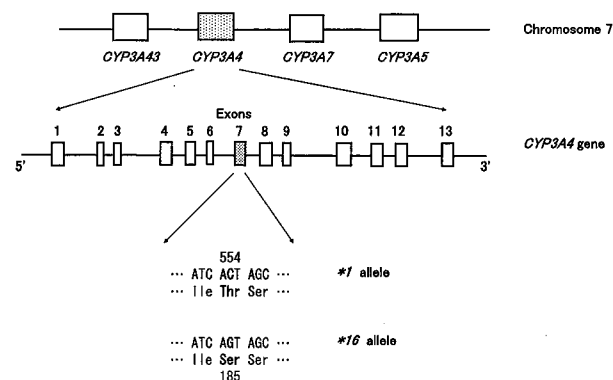 Chromosome 7
CYP3A43 CYP3A4 CYP3A7 CYP3A5
Exons
1 2 3 4 5 6 7 8 9 10 11 12 13
CYP3A4 gene
5' 3'
554
··· ATC ACT AGC ··· *1 allele
··· Ile Thr Ser ···
··· ATC AGT AGC ··· *16 allele
··· Ile Ser Ser ···
185